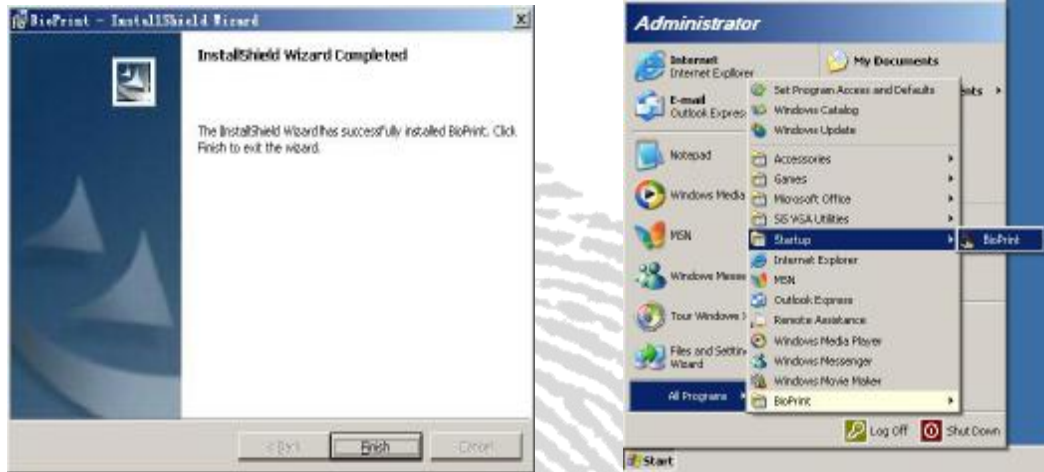 BioPrint - InstallShield Wizard
InstallShield Wizard Completed
The InstallShield Wizard has successfully installed BioPrint. Click
Finish to exit the wizard.
< Back
Finish
Cancel
Administrator
Internet
Internet Explorer
E-mail
Outlook Express
Notepad
Windows Media
MSN
Windows Messe
Tour Windows
Files and Settin
Wizard
All Programs
My Documents
ents
Set Program Access and Defaults
Windows Catalog
Windows Update
Accessories
Games
Microsoft Office
SiS VGA Utilities
Startup
Internet Explorer
MSN
Outlook Express
Remote Assistance
Windows Media Player
Windows Messenger
Windows Movie Maker
BioPrint
BioPrint
Log Off
Shut Down
Start